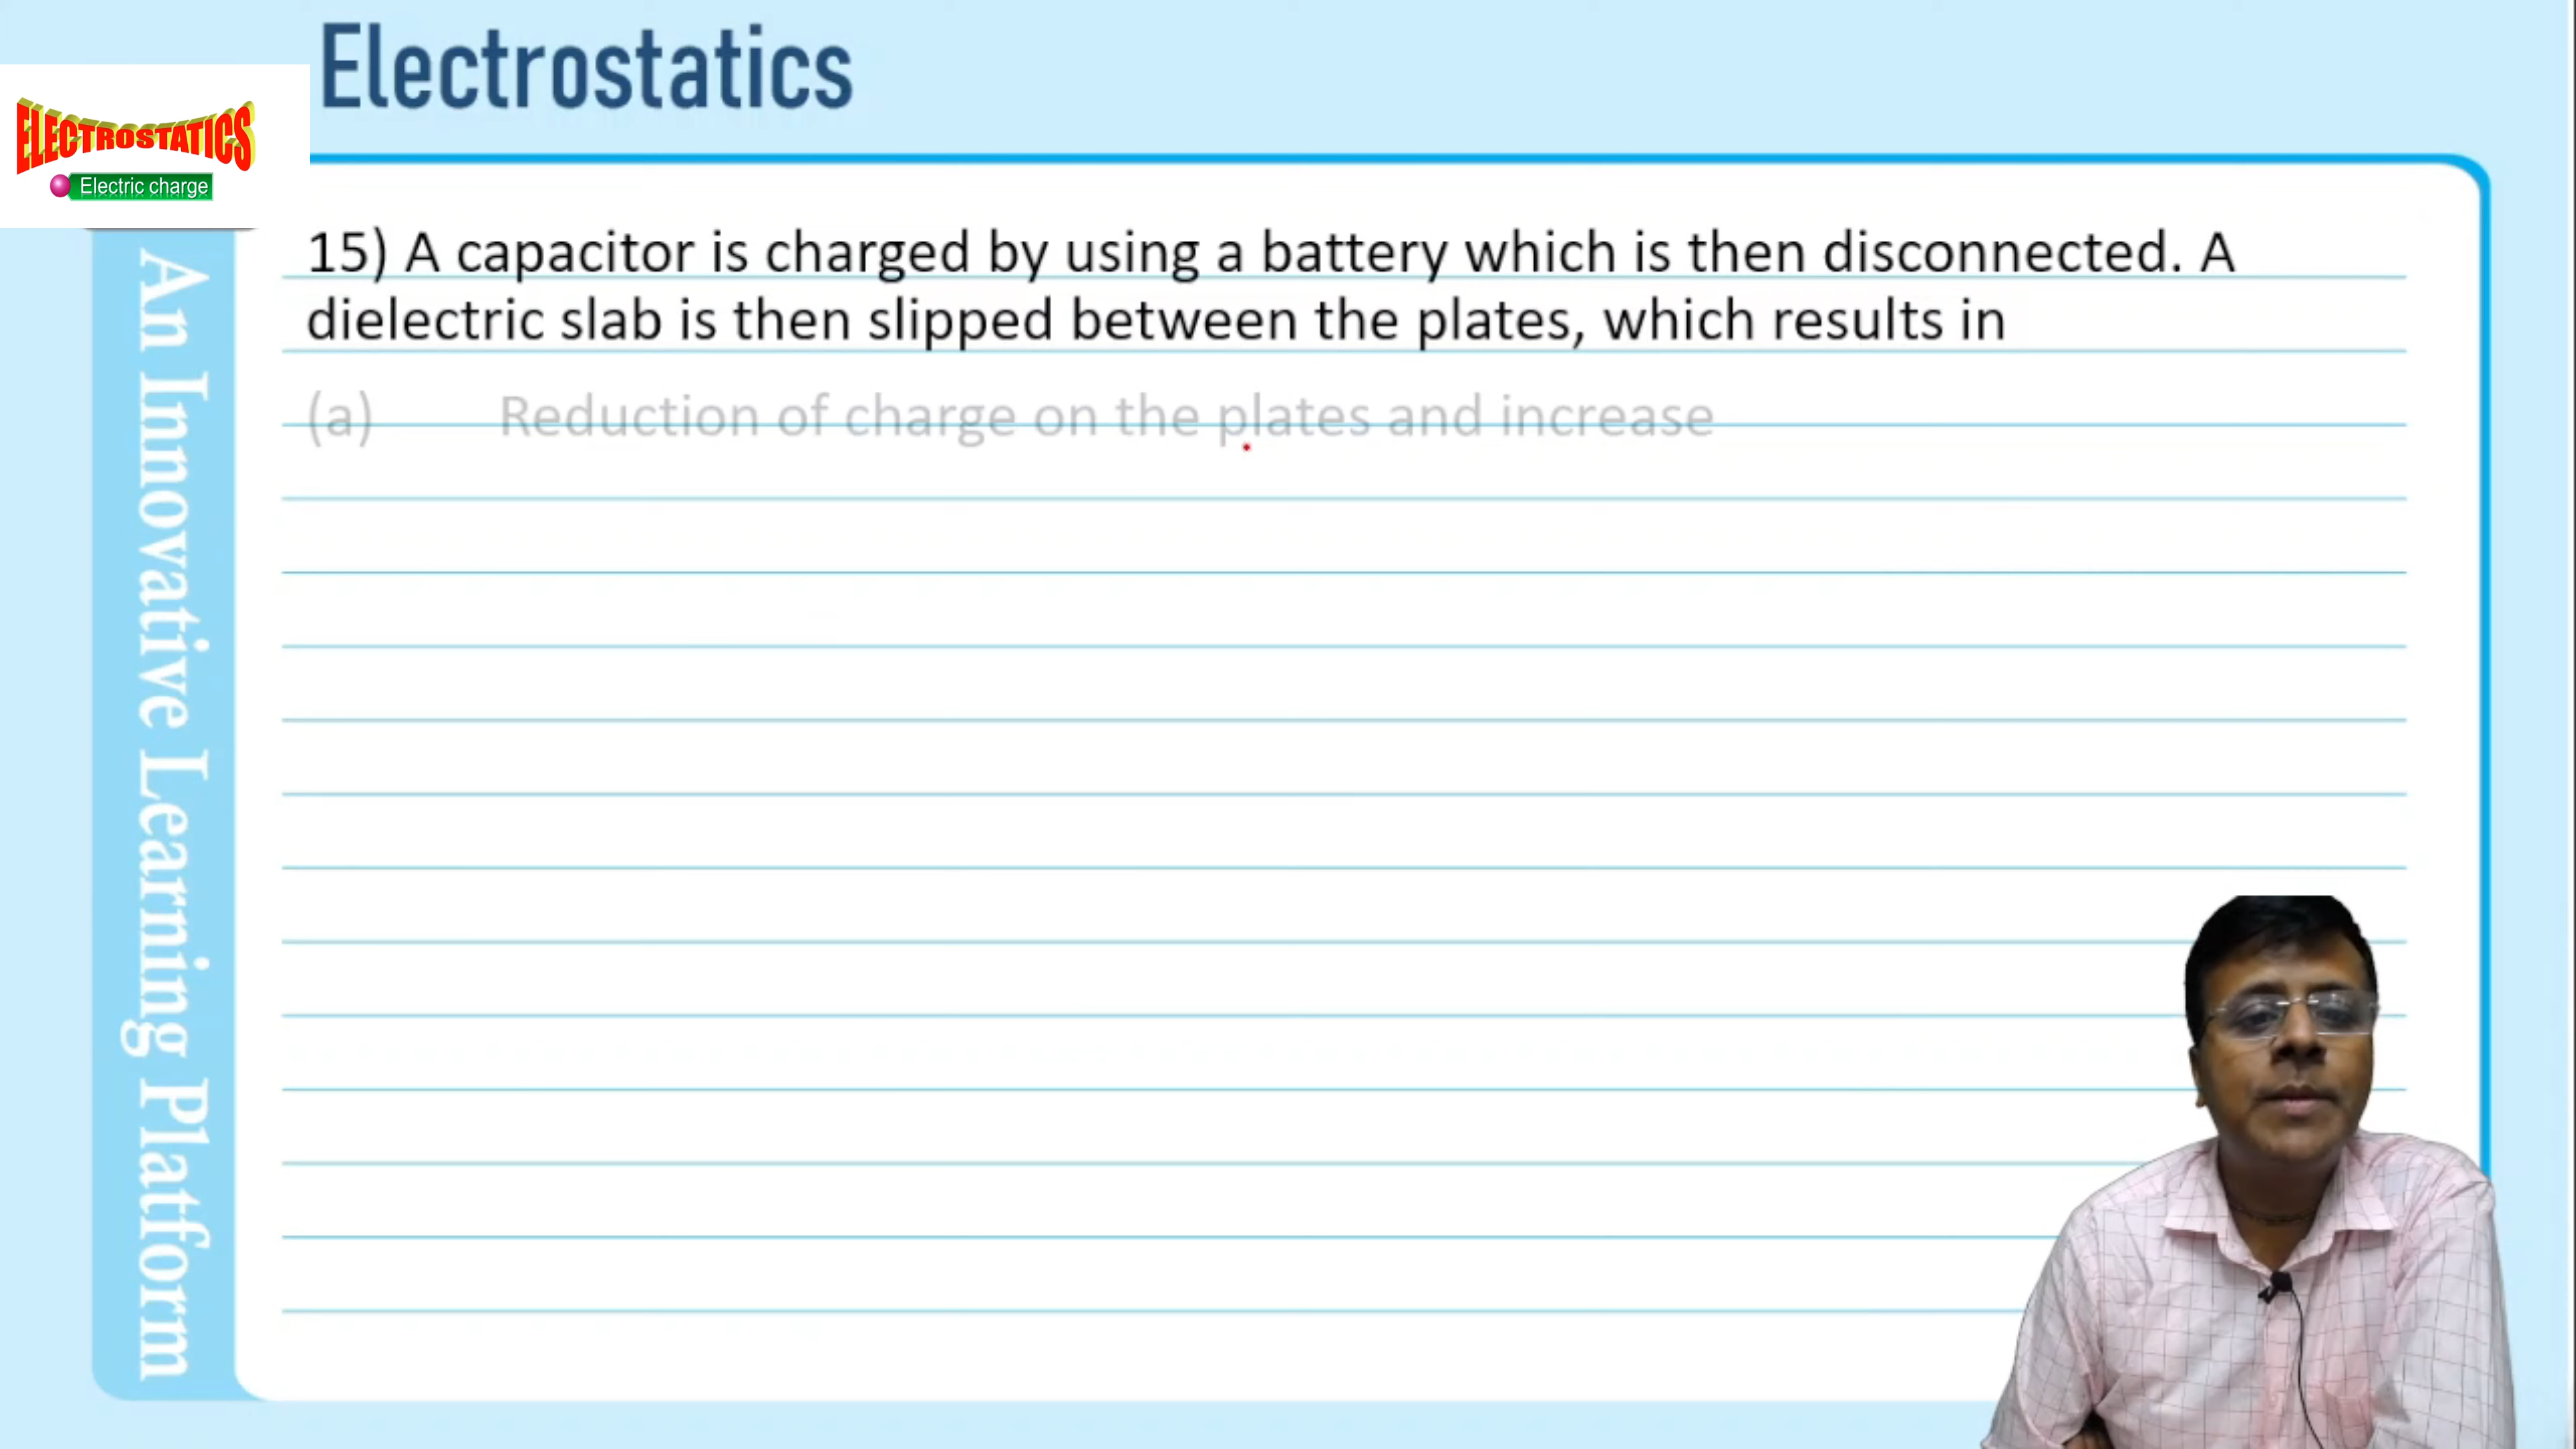 Electrostatics
ELECTROSTATICS
Electric charge
An Innovative Learning Platform
15) A capacitor is charged by using a battery which is then disconnected. A
dielectric slab is then slipped between the plates, which results in
(a) Reduction of charge on the plates and increase